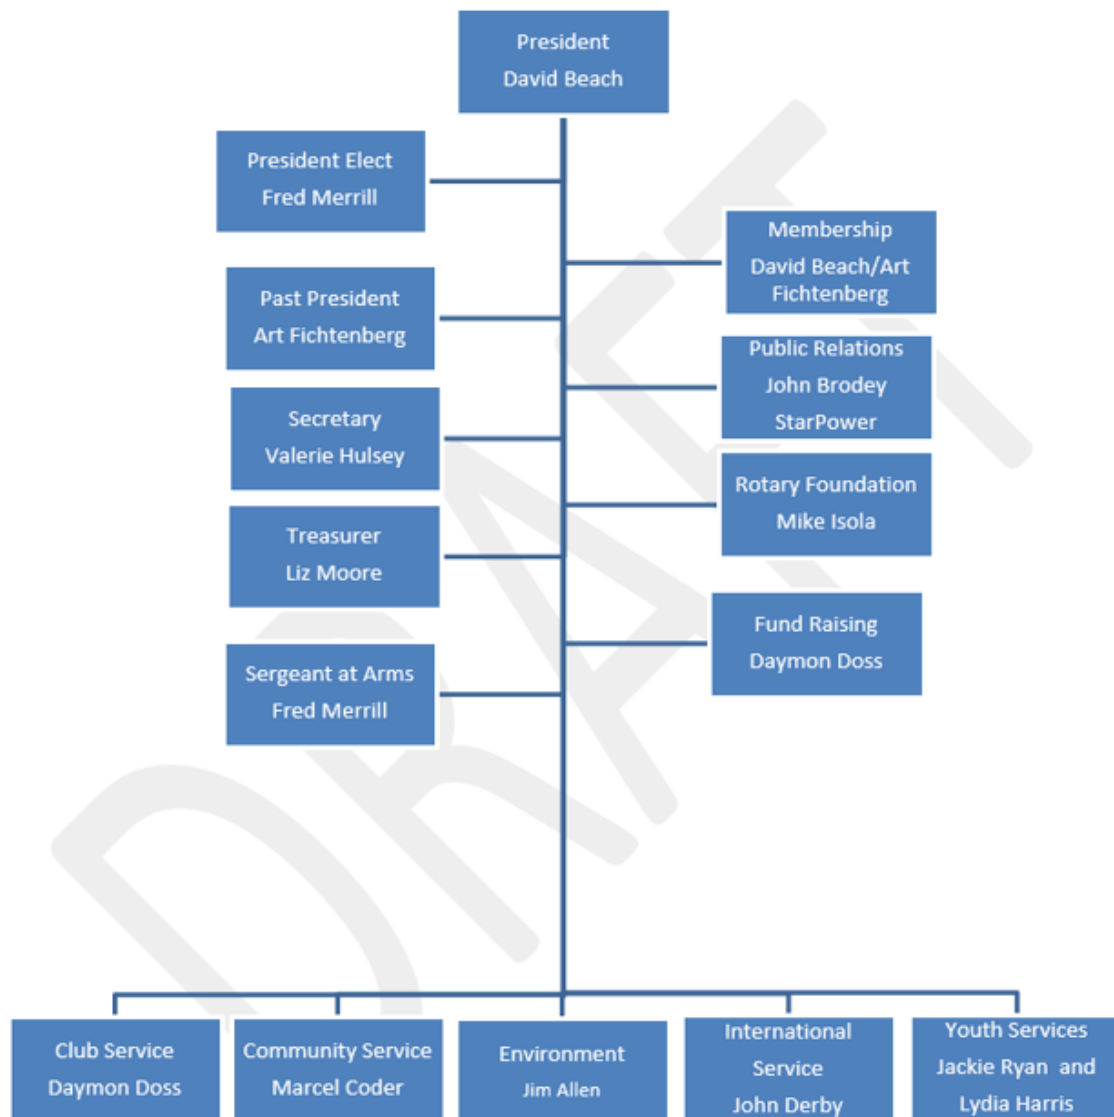 President
David Beach
President Elect
Fred Merrill
Membership
David Beach/Art
Fichtenberg
Past President
Art Fichtenberg
Public Relations
John Brodey
StarPower
Secretary
Valerie Hulsey
Rotary Foundation
Mike Isola
Treasurer
Liz Moore
Fund Raising
Daymon Doss
Sergeant at Arms
Fred Merrill
Club Service
Daymon Doss
Community Service
Marcel Coder
Environment
Jim Allen
International
Service
John Derby
Youth Services
Jackie Ryan and
Lydia Harris
DRAFT